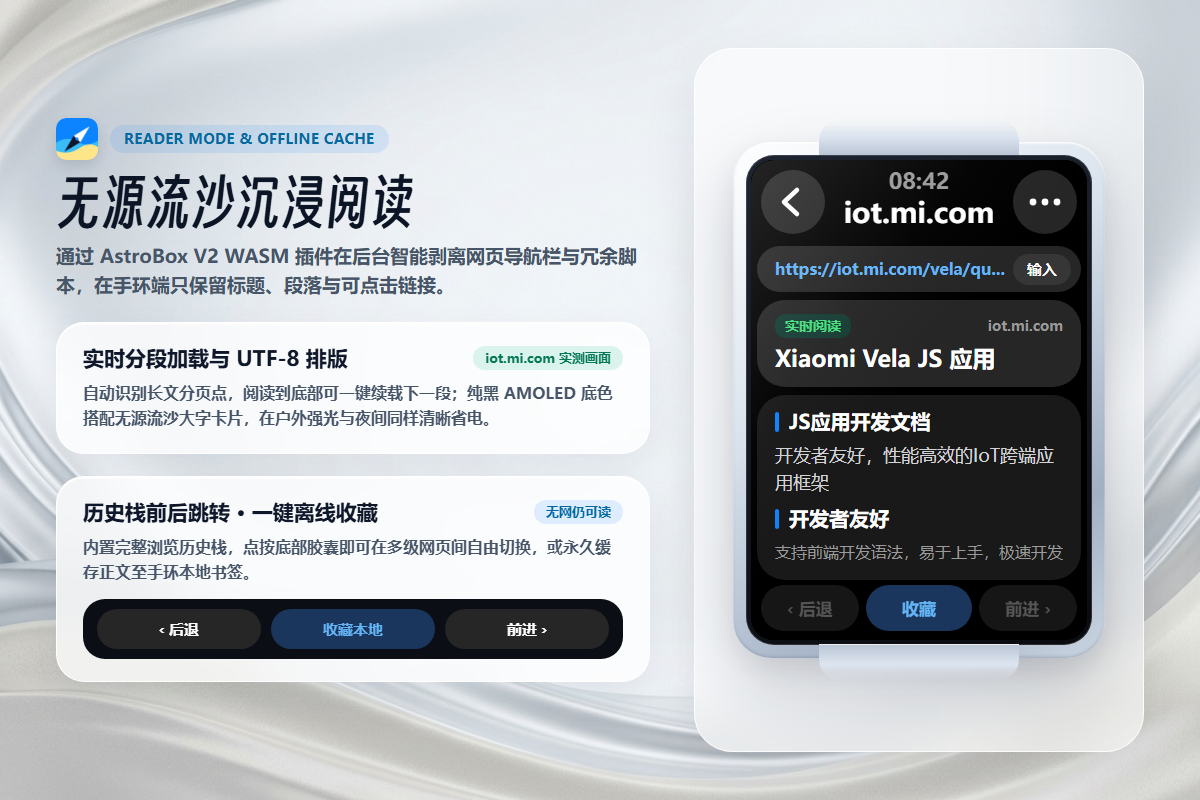 READER MODE & OFFLINE CACHE
无源流沙沉浸阅读
通过 AstroBox V2 WASM 插件在后台智能剥离网页导航栏与冗余脚
本，在手环端只保留标题、段落与可点击链接。
实时分段加载与 UTF-8 排版
iot.mi.com 实测画面
自动识别长文分页点，阅读到底部可一键续载下一段；纯黑 AMOLED 底色
搭配无源流沙大字卡片，在户外强光与夜间同样清晰省电。
历史栈前后跳转 • 一键离线收藏
无网仍可读
内置完整浏览历史栈，点按底部胶囊即可在多级网页间自由切换，或永久缓
存正文至手环本地书签。
‹ 后退
收藏本地
前进 ›
08:42
iot.mi.com
https://iot.mi.com/vela/qu...
输入
实时阅读
iot.mi.com
Xiaomi Vela JS 应用
JS应用开发文档
开发者友好，性能高效的IoT跨端应
用框架
开发者友好
支持前端开发语法，易于上手，极速开发
‹ 后退
收藏
前进 ›